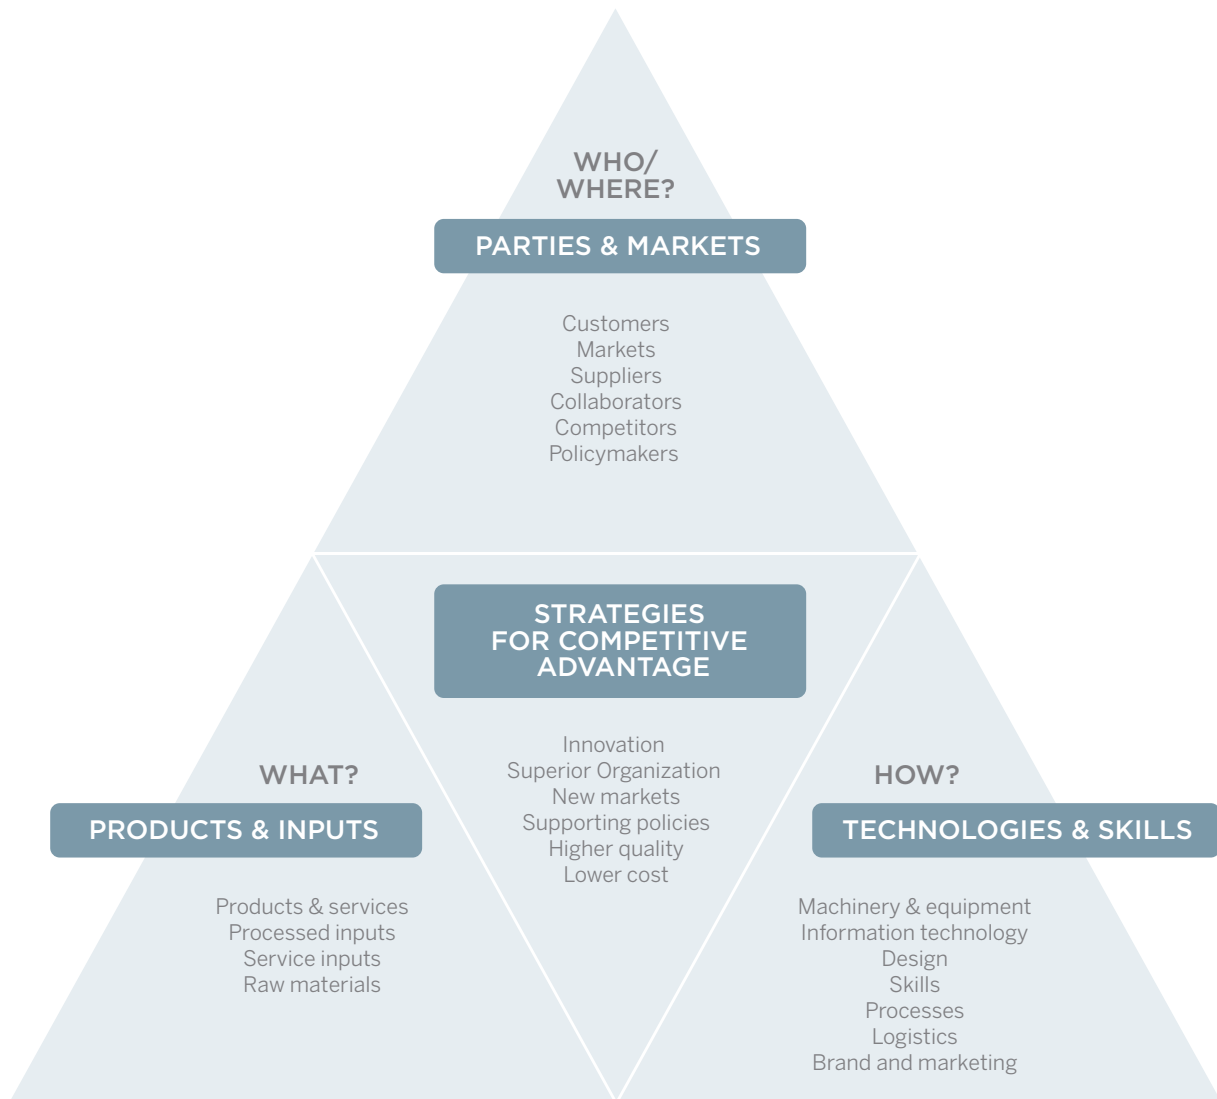 WHO/
WHERE?
PARTIES & MARKETS
Customers
Markets
Suppliers
Collaborators
Competitors
Policymakers
STRATEGIES
FOR COMPETITIVE
ADVANTAGE
Innovation
Superior Organization
New markets
Supporting policies
Higher quality
Lower cost
WHAT?
PRODUCTS & INPUTS
Products & services
Processed inputs
Service inputs
Raw materials
HOW?
TECHNOLOGIES & SKILLS
Machinery & equipment
Information technology
Design
Skills
Processes
Logistics
Brand and marketing